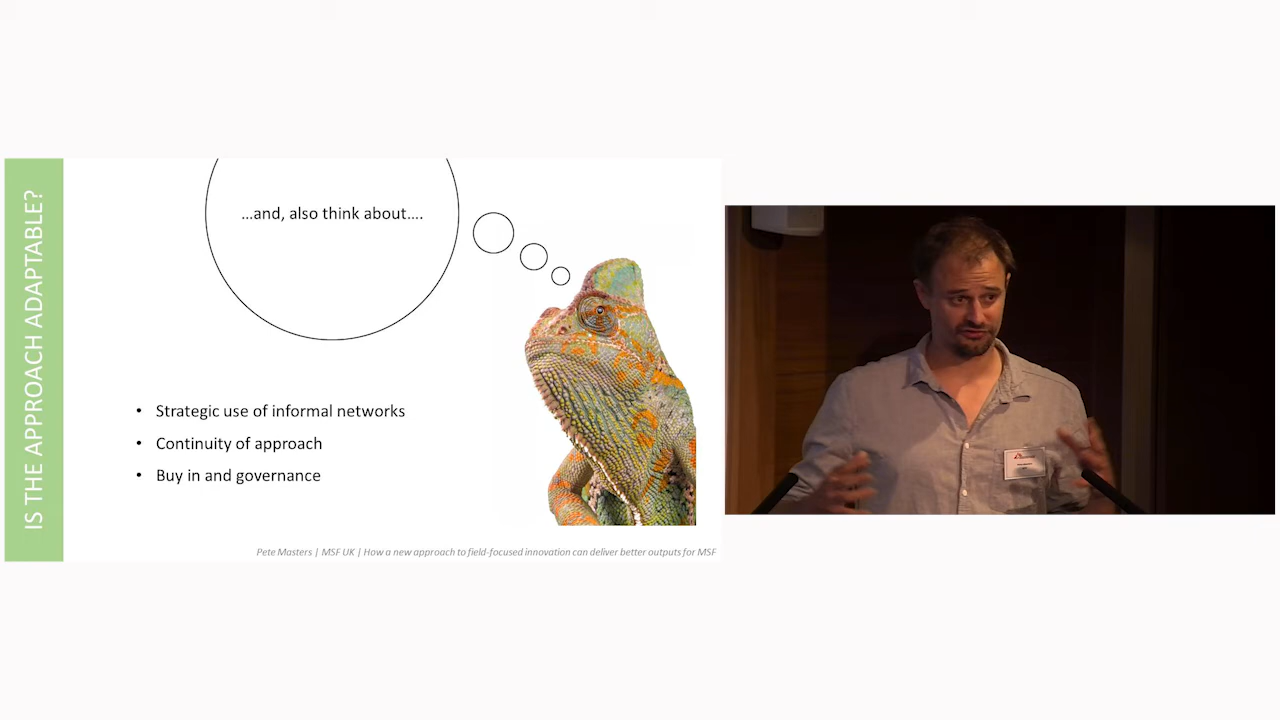 IS THE APPROACH ADAPTABLE?
…and, also think about….
• Strategic use of informal networks
• Continuity of approach
• Buy in and governance
Pete Masters | MSF UK | How a new approach to field-focused innovation can deliver better outputs for MSF